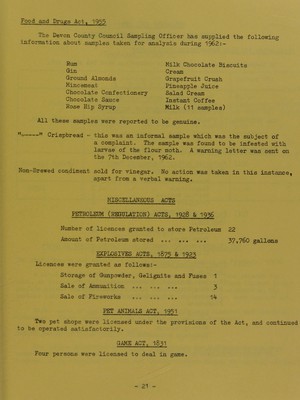 Food and Drugs Act, 1955
The Devon County Council Sampling Officer has supplied the following
information about samples taken for analysis during 1962:-
Rum Milk Chocolate Biscuits
Gin Cream
Ground Almonds Grapefruit Crush
Mincemeat Pineapple Juice
Chocolate Confectionery Salad Cream
Chocolate Sauce Instant Coffee
Rose Hip Syrup Milk (11 samples)
All these samples were reported to be genuine.
"-----" Crispbread - this was an informal sample which was the subject of
a complaint. The sample was found to be infested with
larvae of the flour moth. A warning letter was sent on
the 7th December, 1962.
Non-Brewed condiment sold for vinegar. No action was taken in this instance,
apart from a verbal warning.
MISCELLANEOUS ACTS
PETROLEUM (REGULATION) ACTS, 1928 & 1936
Number of licences granted to store Petroleum 22
Amount of Petroleum stored ... ... ... 37,760 gallons
EXPLOSIVES ACTS, 1875 & 1923
Licences were granted as follows:-
Storage of Gunpowder, Gelignite and Fuses 1
Sale of Ammunition ... ... ... 3
Sale of Fireworks ... ... ... 14
PET ANIMALS ACT, 1951
Two pet shops were licensed under the provisions of the Act, and continued
to be operated satisfactorily.
GAME ACT, 1831
Four persons were licensed to deal in game.
- 21 -